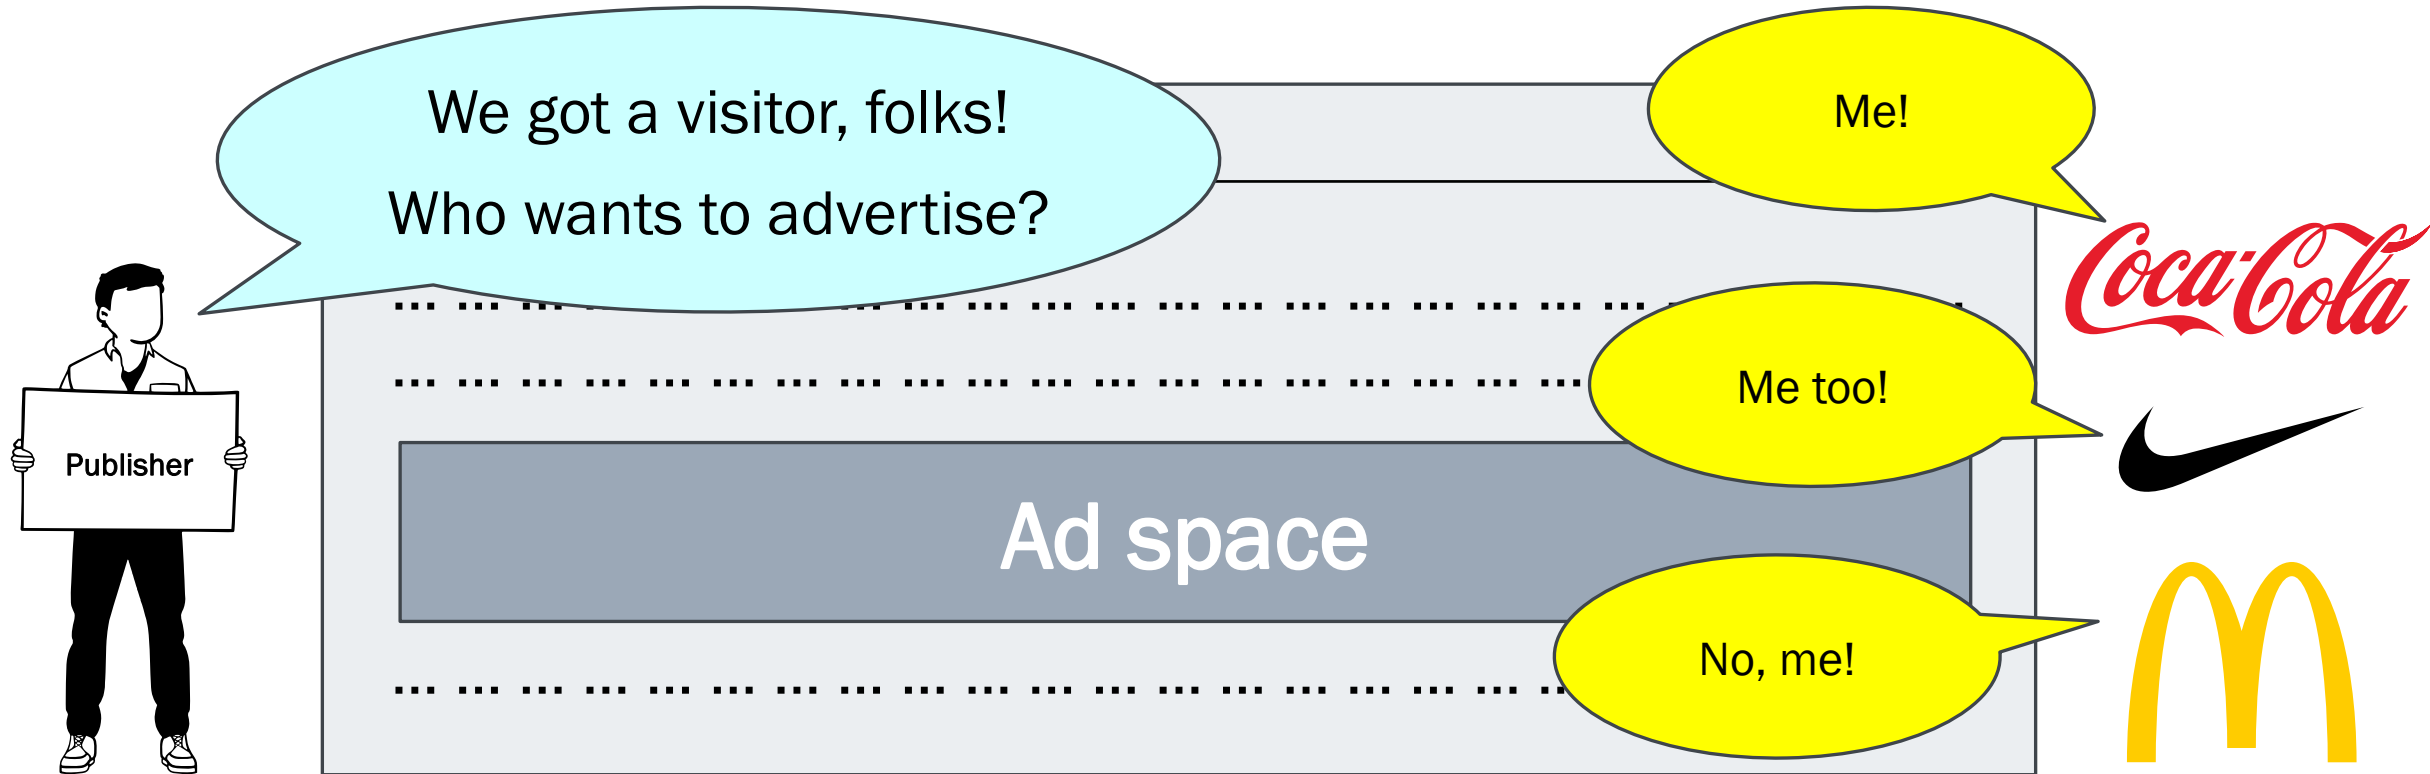 We got a visitor, folks!
Who wants to advertise?
Me!
Coca-Cola
Me too!
Publisher
Ad space
No, me!